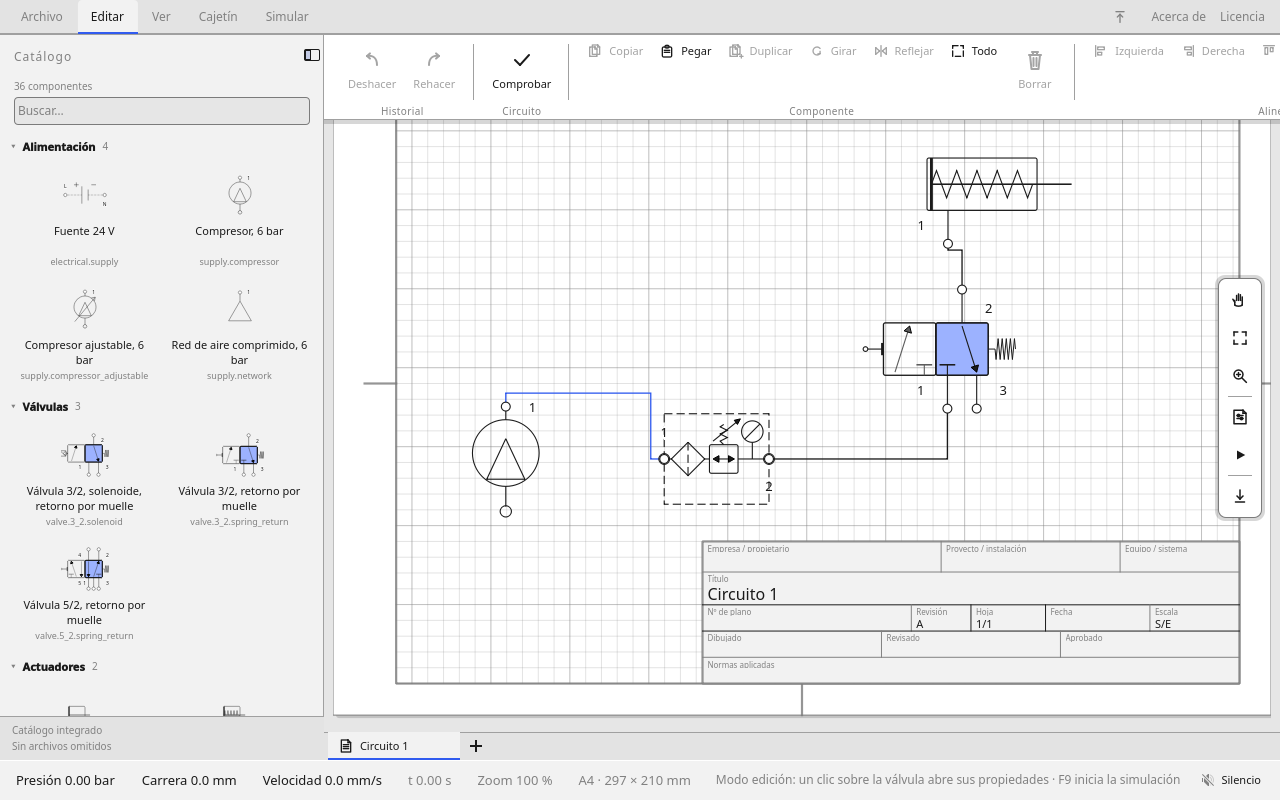 Archivo Editar Ver Cajetín Simular Acerca de Licencia
Catálogo
36 componentes
Buscar...
Alimentación 4
Fuente 24 V
electrical.supply
Compresor, 6 bar
supply.compressor
Compresor ajustable, 6 bar
supply.compressor_adjustable
Red de aire comprimido, 6 bar
supply.network
Válvulas 3
Válvula 3/2, solenoide, retorno por muelle
valve.3_2.solenoid
Válvula 3/2, retorno por muelle
valve.3_2.spring_return
Válvula 5/2, retorno por muelle
valve.5_2.spring_return
Actuadores 2
Catálogo integrado
Sin archivos omitidos
Deshacer Rehacer
Historial
Comprobar
Circuito
Copiar Pegar Duplicar Girar Reflejar Todo
Borrar
Componente
Izquierda Derecha
1
2
1 3
1
2
Empresa / propietario Proyecto / instalación Equipo / sistema
Título
Circuito 1
Nº de plano Revisión Hoja Fecha Escala
A 1/1 S/E
Dibujado Revisado Aprobado
Normas aplicadas
Circuito 1
Presión 0.00 bar Carrera 0.0 mm Velocidad 0.0 mm/s t 0.00 s Zoom 100 % A4 · 297 × 210 mm Modo edición: un clic sobre la válvula abre sus propiedades · F9 inicia la simulación Silencio